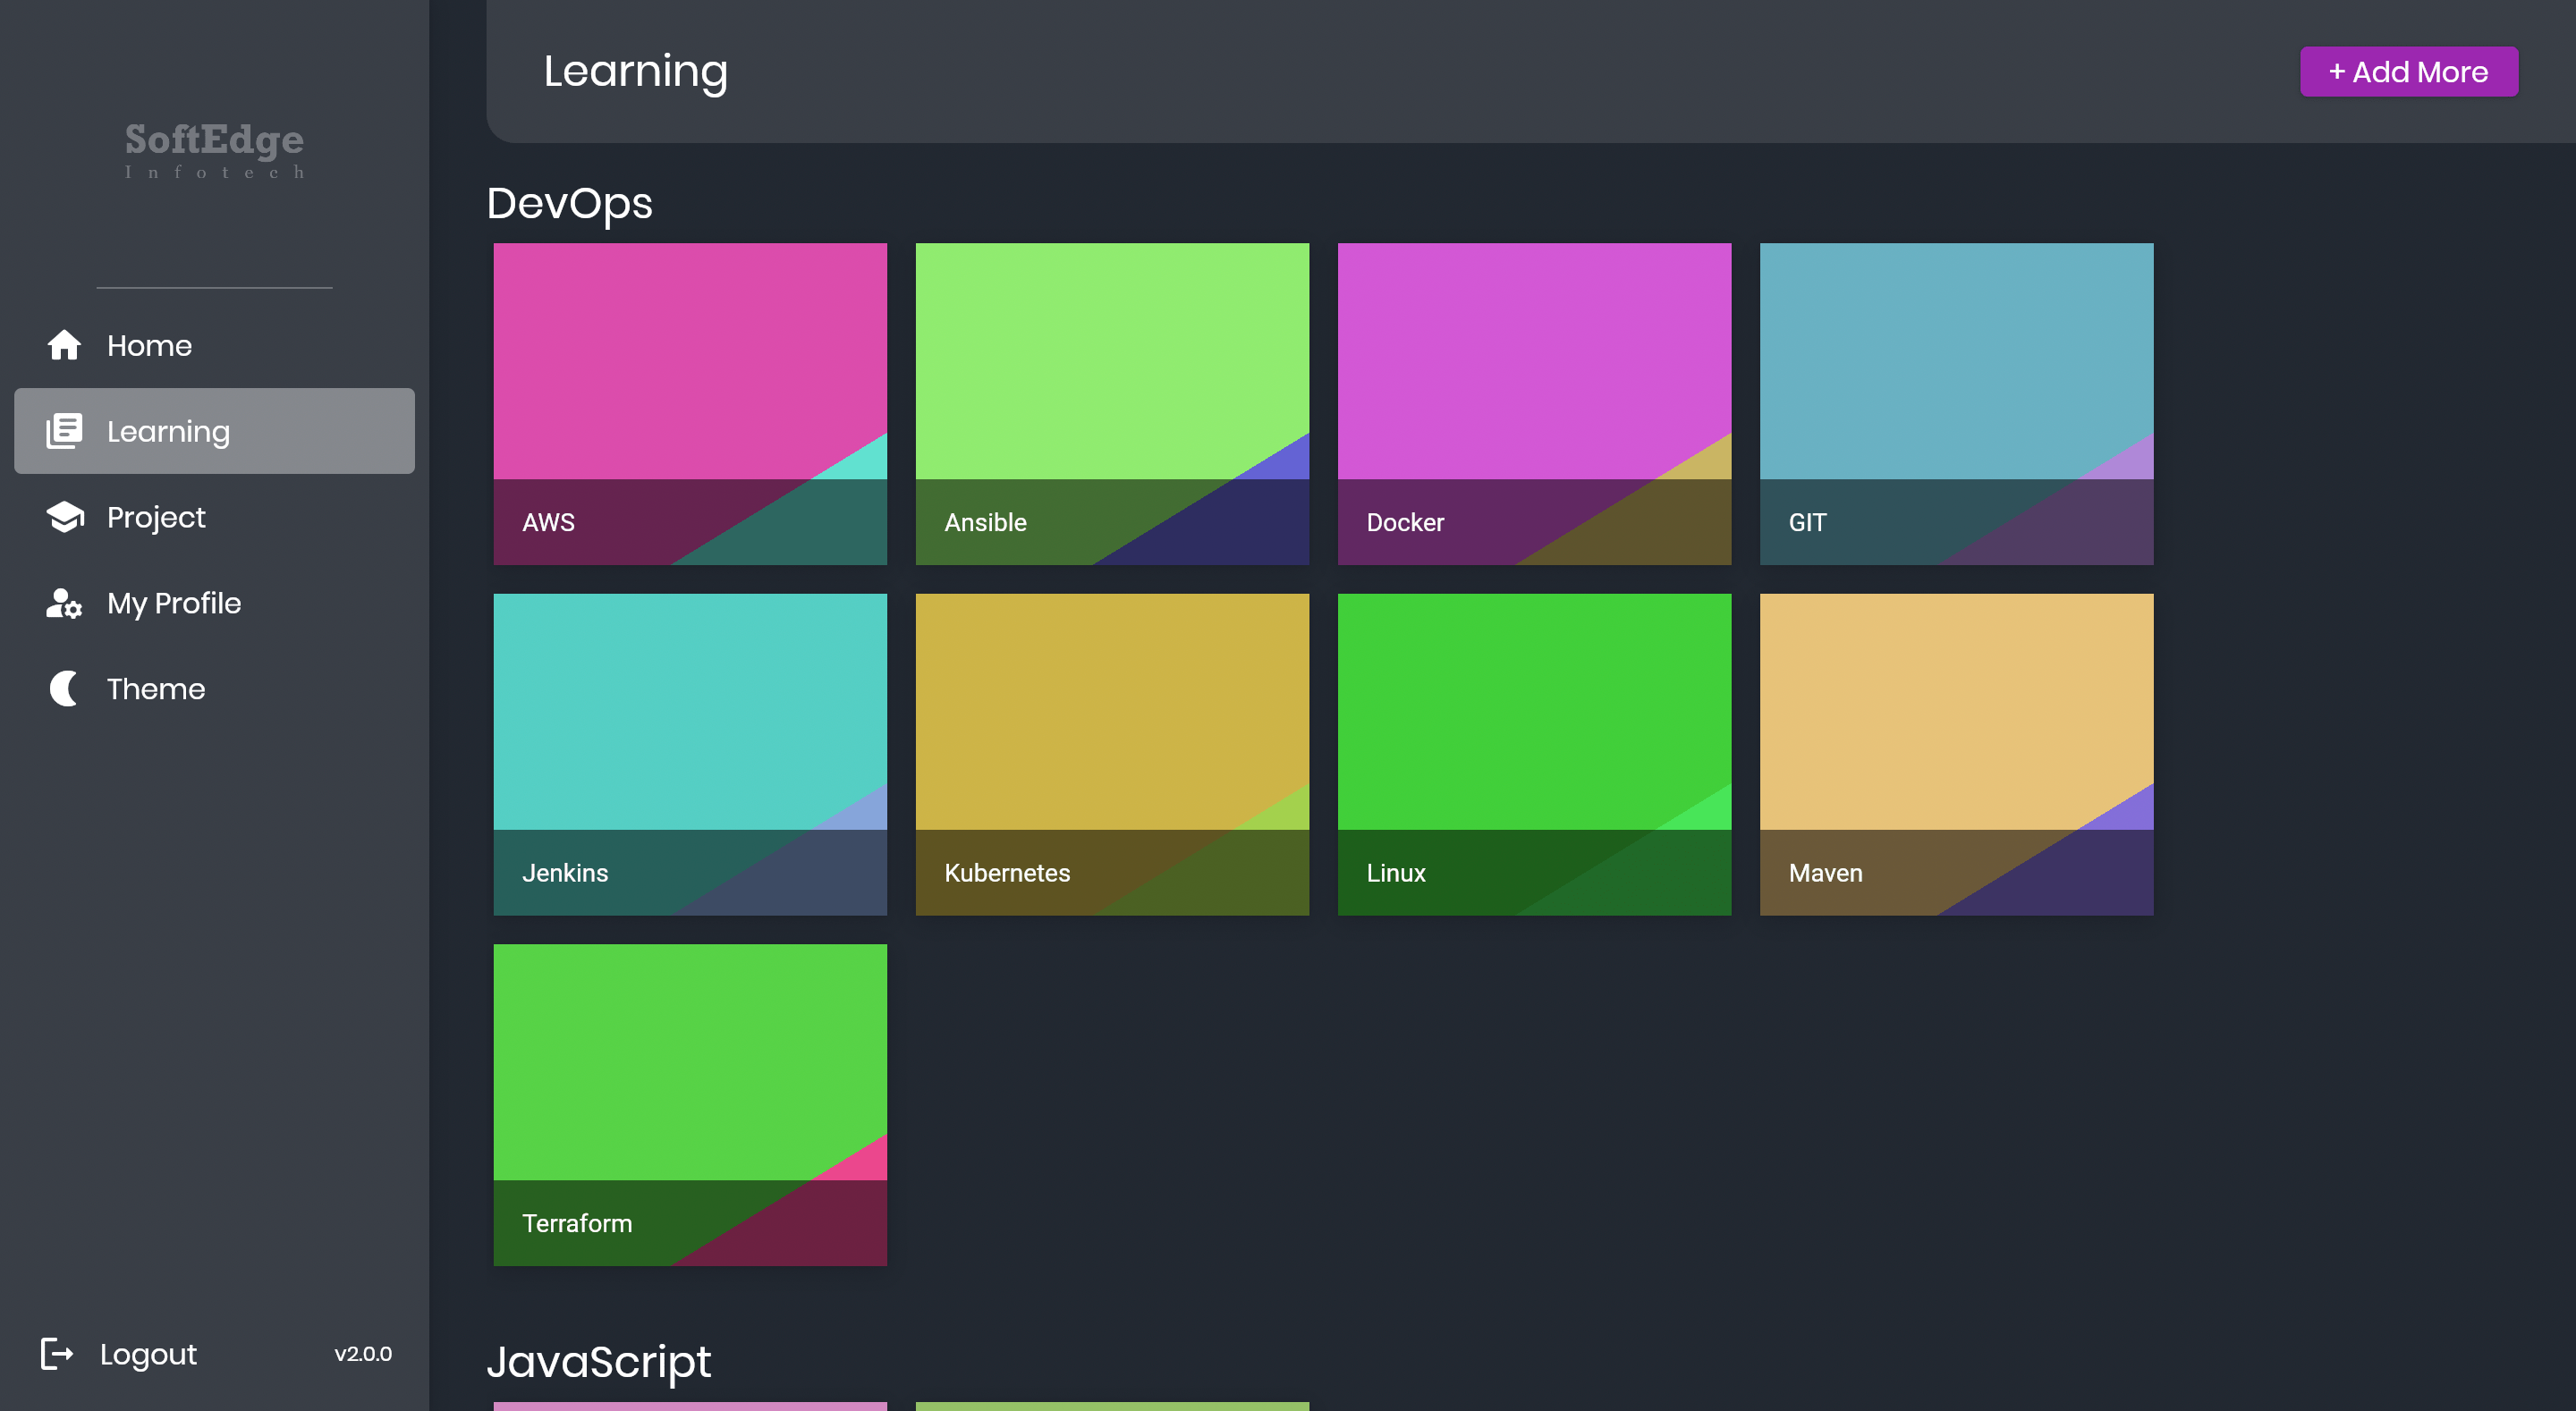 SoftEdge
Infotech
Home
Learning
Project
My Profile
Theme
Logout
v2.0.0
Learning
+ Add More
DevOps
AWS
Ansible
Docker
GIT
Jenkins
Kubernetes
Linux
Maven
Terraform
JavaScript